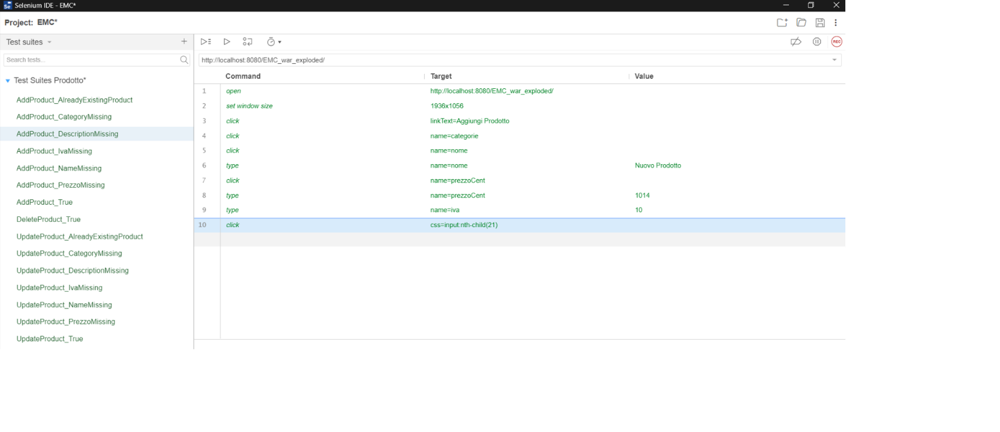 Selenium IDE - EMC*
Project: EMC*
Test suites
Search tests...
Test Suites Prodotto*
AddProduct_AlreadyExistingProduct
AddProduct_CategoryMissing
AddProduct_DescriptionMissing
AddProduct_IvaMissing
AddProduct_NameMissing
AddProduct_PrezzoMissing
AddProduct_True
DeleteProduct_True
UpdateProduct_AlreadyExistingProduct
UpdateProduct_CategoryMissing
UpdateProduct_DescriptionMissing
UpdateProduct_IvaMissing
UpdateProduct_NameMissing
UpdateProduct_PrezzoMissing
UpdateProduct_True
REC
http://localhost:8080/EMC_war_exploded/
Command Target Value
1 open http://localhost:8080/EMC_war_exploded/
2 set window size 1936x1056
3 click linkText=Aggiungi Prodotto
4 click name=categorie
5 click name=nome
6 type name=nome Nuovo Prodotto
7 click name=prezzoCent
8 type name=prezzoCent 1014
9 type name=iva 10
10 click css=input:nth-child(21)